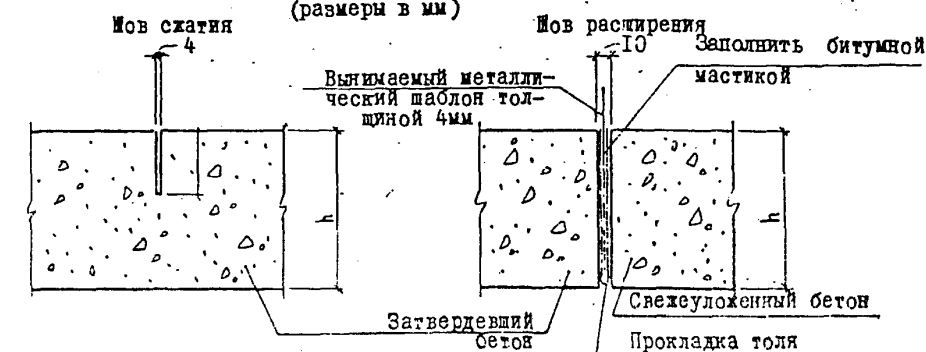 (размеры в мм)
Шов сжатия
4
Шов расширения
10
Заполнить битумной
мастикой
Вынимаемый металли-
ческий шаблон тол-
щиной 4мм
h
h
Свежеуложенный бетон
Затвердевший
бетон
Прокладка толя